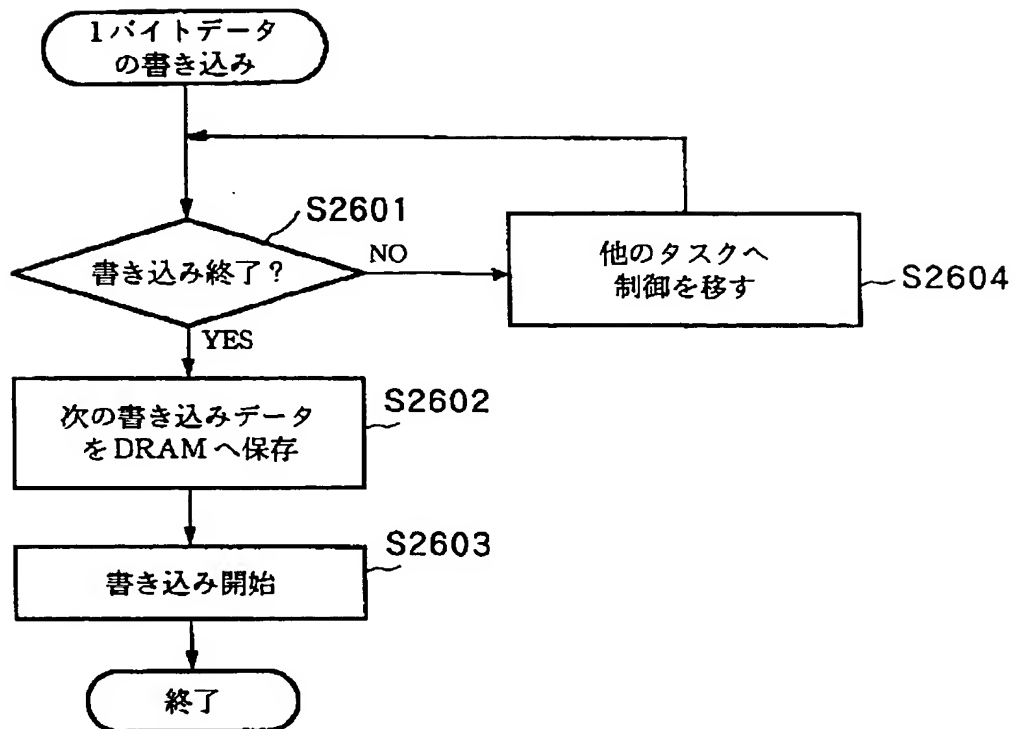 1バイトデータ
の書き込み
S2601
書き込み終了?
NO
他のタスクへ
制御を移す
S2604
YES
次の書き込みデータ
をDRAMへ保存
S2602
書き込み開始
S2603
終了